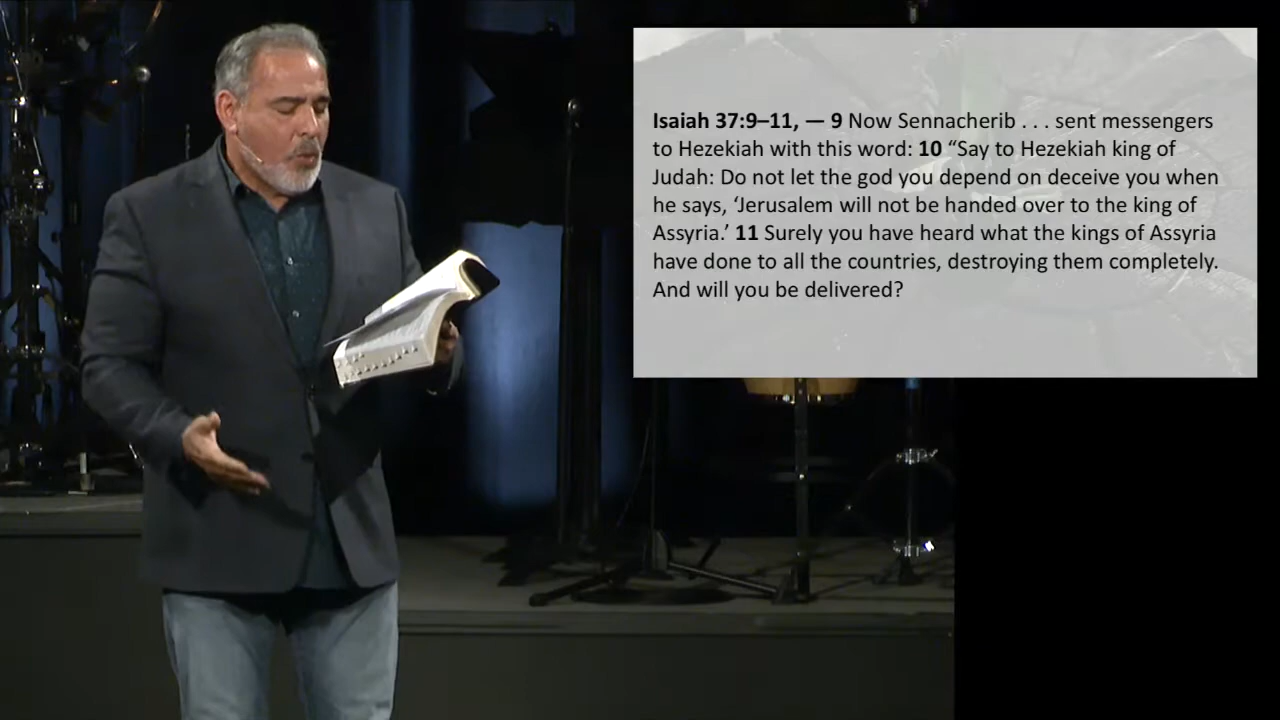 Isaiah 37:9–11, — 9 Now Sennacherib . . . sent messengers
to Hezekiah with this word: 10 “Say to Hezekiah king of
Judah: Do not let the god you depend on deceive you when
he says, ‘Jerusalem will not be handed over to the king of
Assyria.’ 11 Surely you have heard what the kings of Assyria
have done to all the countries, destroying them completely.
And will you be delivered?